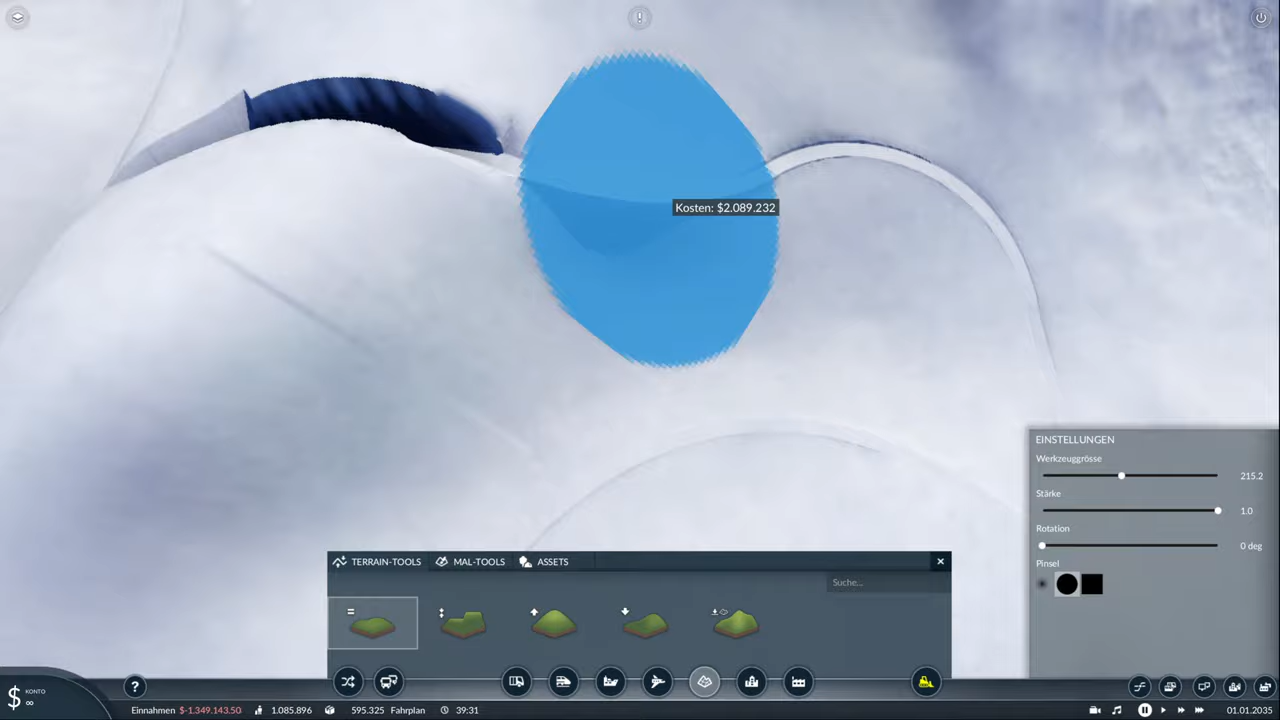 Kosten: $2.089.232
EINSTELLUNGEN
Werkzeuggrösse
215.2
Stärke
1.0
Rotation
0 deg
Pinsel
TERRAIN-TOOLS MAL-TOOLS ASSETS
Suche...
$ KONTO ∞
?
Einnahmen $-1.349.143.50 1.085.896 595.325 Fahrplan 39:31 01.01.2035